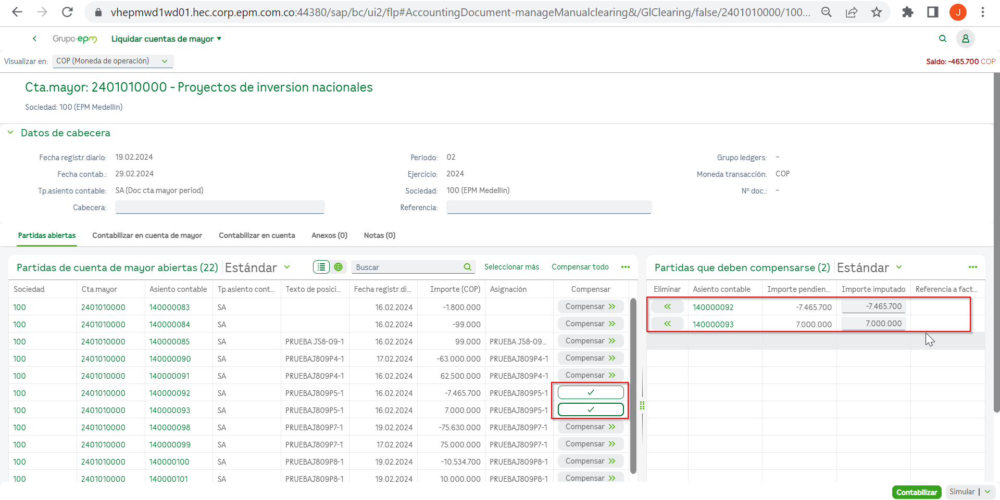 vhepmwd1wd01.hec.corp.epm.com.co:44380/sap/bc/ui2/flp#AccountingDocument-manageManualclearing&/GlClearing/false/2401010000/100...
J
Grupo·epm
Liquidar cuentas de mayor
Visualizar en: COP (Moneda de operación)
Saldo: -465.700 COP
Cta.mayor: 2401010000 - Proyectos de inversion nacionales
Sociedad: 100 (EPM Medellín)
Datos de cabecera
Fecha registr.diario: 19.02.2024 Período: 02 Grupo ledgers: –
Fecha contab.: 29.02.2024 Ejercicio: 2024 Moneda transacción: COP
Tp.asiento contable: SA (Doc cta.mayor period) Sociedad: 100 (EPM Medellín) Nº doc.: –
Cabecera: Referencia:
Partidas abiertas Contabilizar en cuenta de mayor Contabilizar en cuenta Anexos (0) Notas (0)
Partidas de cuenta de mayor abiertas (22) Estándar Buscar Seleccionar más Compensar todo
Sociedad Cta.mayor Asiento contable Tp.asiento cont... Texto de posici... Fecha registr.di... Importe (COP) Asignación Compensar
100 2401010000 140000083 SA 16.02.2024 -1.800.000 Compensar
100 2401010000 140000084 SA 16.02.2024 -99.000 Compensar
100 2401010000 140000085 SA PRUEBA J58-09-1 16.02.2024 99.000 PRUEBA J58-09... Compensar
100 2401010000 140000090 SA PRUEBAJ809P4-1 17.02.2024 -63.000.000 PRUEBAJ809P4-1 Compensar
100 2401010000 140000091 SA PRUEBAJ809P4-1 16.02.2024 62.500.000 PRUEBAJ809P4-1 Compensar
100 2401010000 140000092 SA PRUEBAJ809P5-1 16.02.2024 -7.465.700 PRUEBAJ809P5-1
100 2401010000 140000093 SA PRUEBAJ809P5-1 16.02.2024 7.000.000 PRUEBAJ809P5-1
100 2401010000 140000098 SA PRUEBAJ809P7-1 19.02.2024 -75.630.000 PRUEBAJ809P7-1 Compensar
100 2401010000 140000099 SA PRUEBAJ809P7-1 17.02.2024 75.000.000 PRUEBAJ809P7-1 Compensar
100 2401010000 140000100 SA PRUEBAJ809P8-1 19.02.2024 -10.534.700 PRUEBAJ809P8-1 Compensar
100 2401010000 140000101 SA PRUEBAJ809P8-1 19.02.2024 10.000.000 PRUEBAJ809P8-1 Compensar
Partidas que deben compensarse (2) Estándar
Eliminar Asiento contable Importe pendien... Importe imputado Referencia a fact...
140000092 -7.465.700 -7.465.700
140000093 7.000.000 7.000.000
Contabilizar Simular